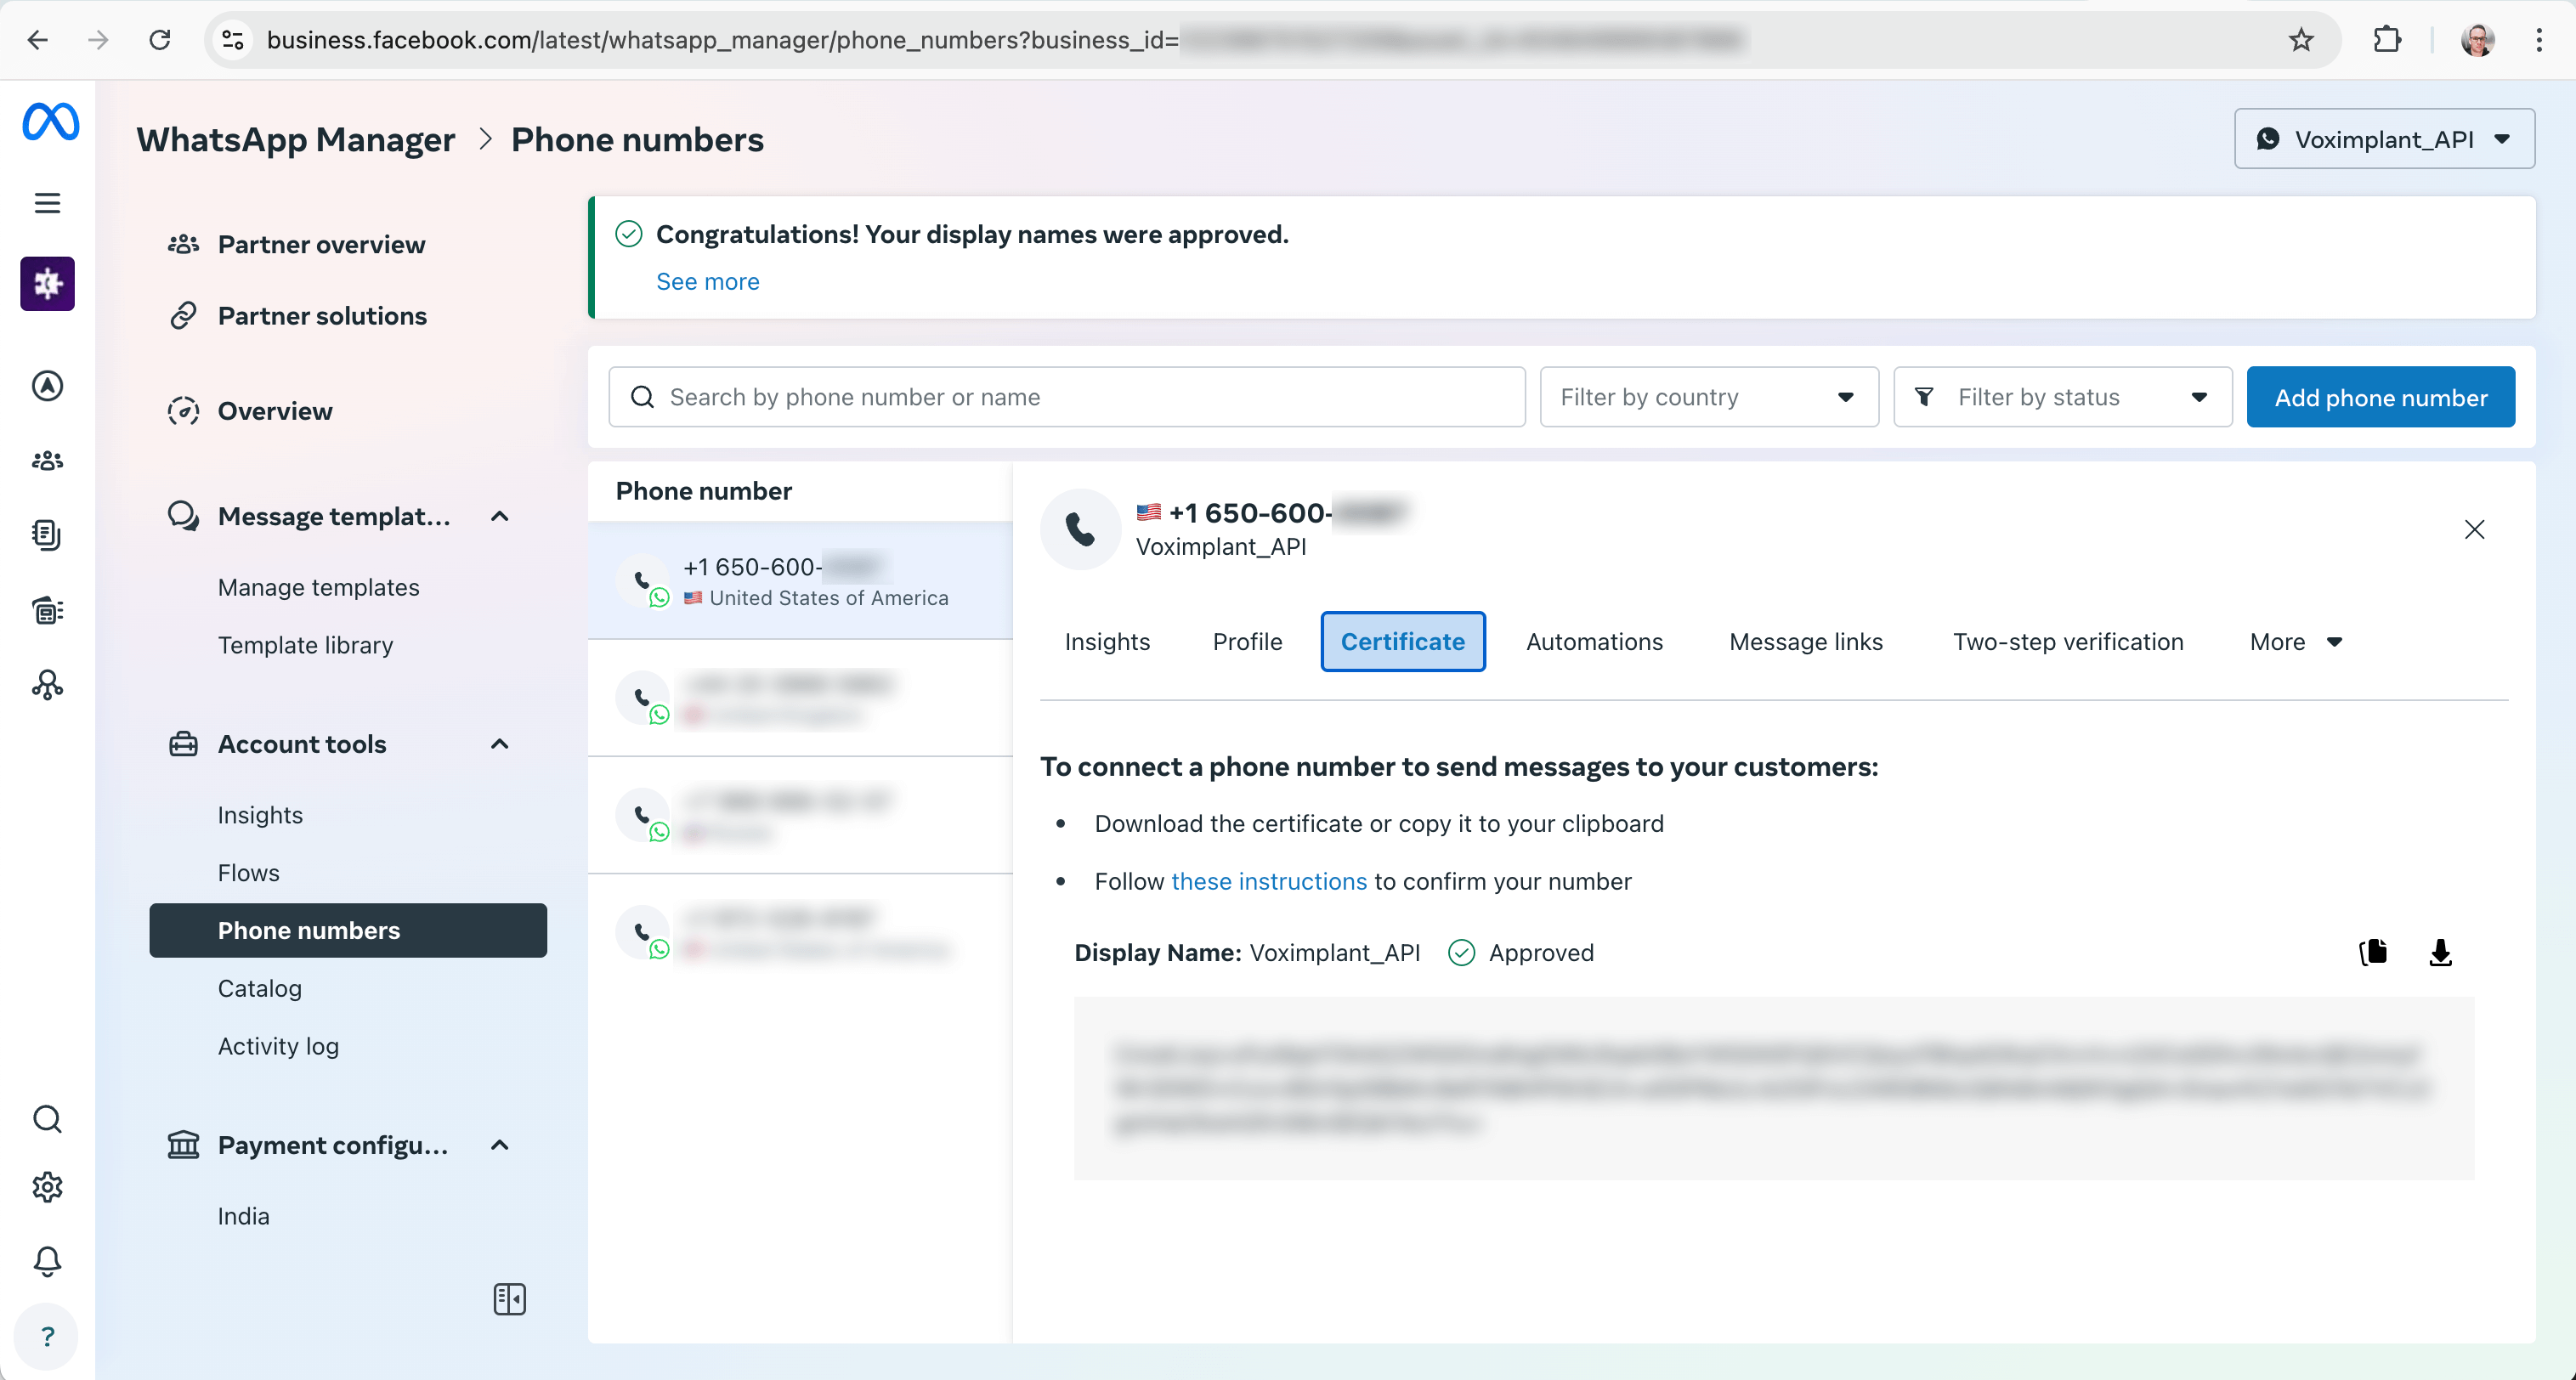 business.facebook.com/latest/whatsapp_manager/phone_numbers?business_id=
WhatsApp Manager > Phone numbers
Voximplant_API
Partner overview
Partner solutions
Overview
Message templat...
Manage templates
Template library
Account tools
Insights
Flows
Phone numbers
Catalog
Activity log
Payment configu...
India
?
Congratulations! Your display names were approved.
See more
Search by phone number or name
Filter by country
Filter by status
Add phone number
Phone number
+1 650-600-
United States of America
+1 650-600-
Voximplant_API
Insights
Profile
Certificate
Automations
Message links
Two-step verification
More
To connect a phone number to send messages to your customers:
• Download the certificate or copy it to your clipboard
• Follow these instructions to confirm your number
Display Name: Voximplant_API Approved